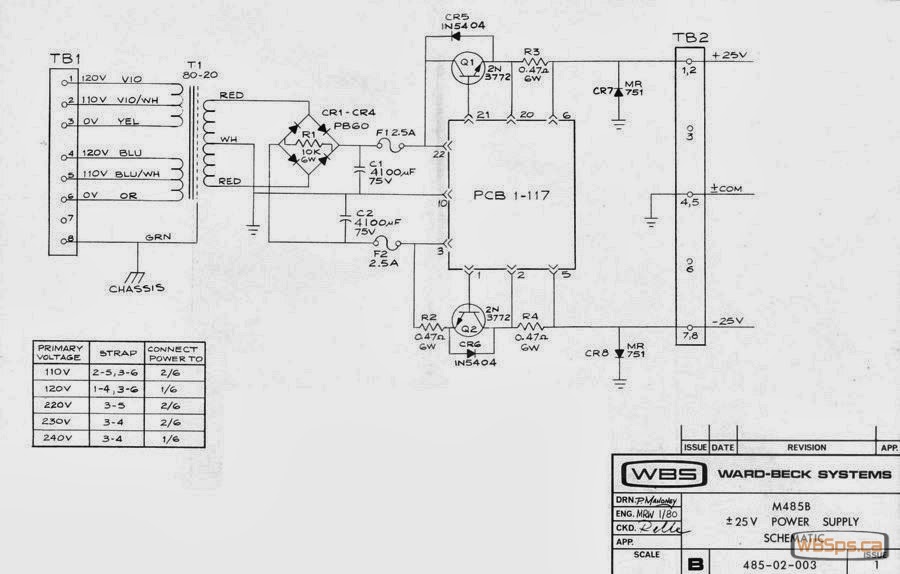 CR5
1N5404
TB1
T1
80-20
TB2
Q1
2N
3772
R3
0.47Ω
6W
1,2
+25V
CR7
MR
751
1 120V VIO
2 110V VIO/WH
3 0V YEL
4 120V BLU
5 110V BLU/WH
6 0V OR
7
8 GRN
CHASSIS
RED
WH
RED
CR1-CR4
PB60
R1
10K
6W
F1 2.5A
C1
4100µF
75V
C2
4100µF
75V
F2
2.5A
21 20 6
22
10
3
PCB 1-117
1 2 5
3
±COM
4,5
6
R2
0.47Ω
6W
2N
3772
Q2
CR6
1N5404
R4
0.47Ω
6W
CR8
MR
751
-25V
7,8
PRIMARY VOLTAGE STRAP CONNECT POWER TO
110V 2-5,3-6 2/6
120V 1-4,3-6 1/6
220V 3-5 2/6
230V 3-4 2/6
240V 3-4 1/6
ISSUE DATE REVISION APP.
WBS WARD-BECK SYSTEMS
DRN. P. Mahoney
ENG. MRW 1/80
CKD.
APP.
SCALE
M485B
±25V POWER SUPPLY
SCHEMATIC
WBSps.ca
B 485-02-003 ISSUE 1